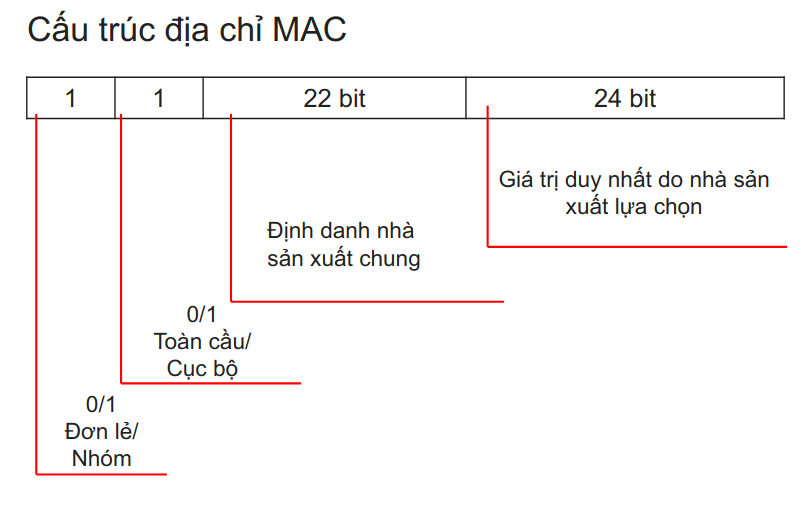 Cấu trúc địa chỉ MAC
1 1 22 bit 24 bit
Giá trị duy nhất do nhà sản
xuất lựa chọn
Định danh nhà
sản xuất chung
0/1
Toàn cầu/
Cục bộ
0/1
Đơn lẻ/
Nhóm